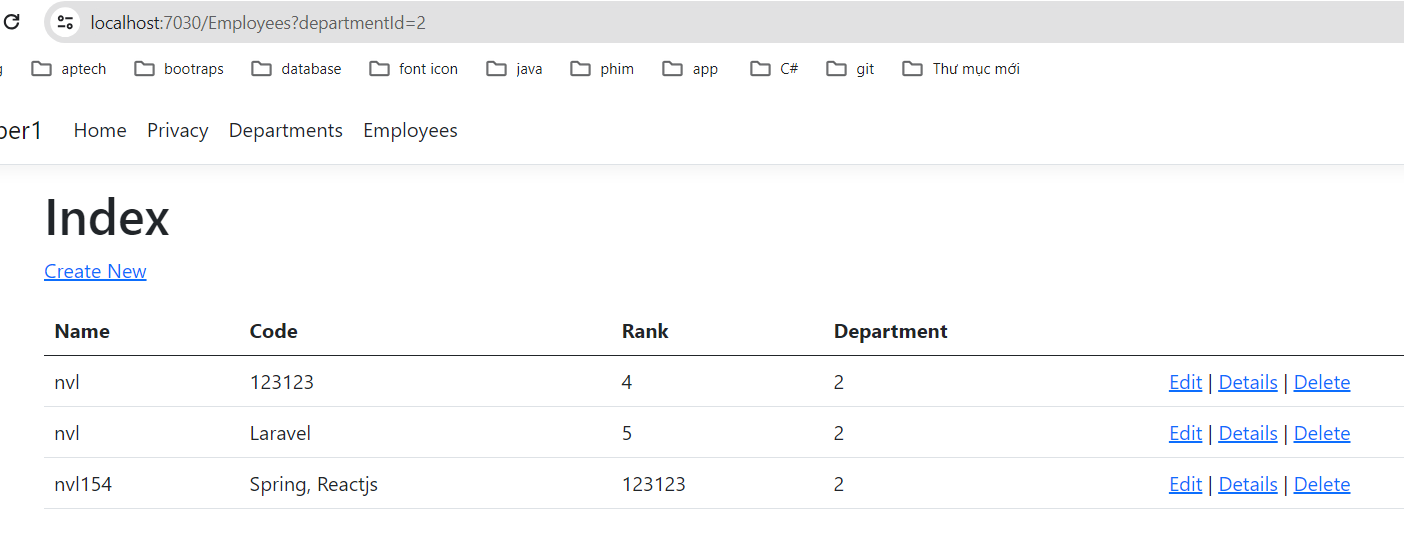 localhost:7030/Employees?departmentId=2
aptech bootraps database font icon java phim app C# git Thư mục mới
Home Privacy Departments Employees
Index
Create New
Name Code Rank Department
nvl 123123 4 2 Edit | Details | Delete
nvl Laravel 5 2 Edit | Details | Delete
nvl154 Spring, Reactjs 123123 2 Edit | Details | Delete